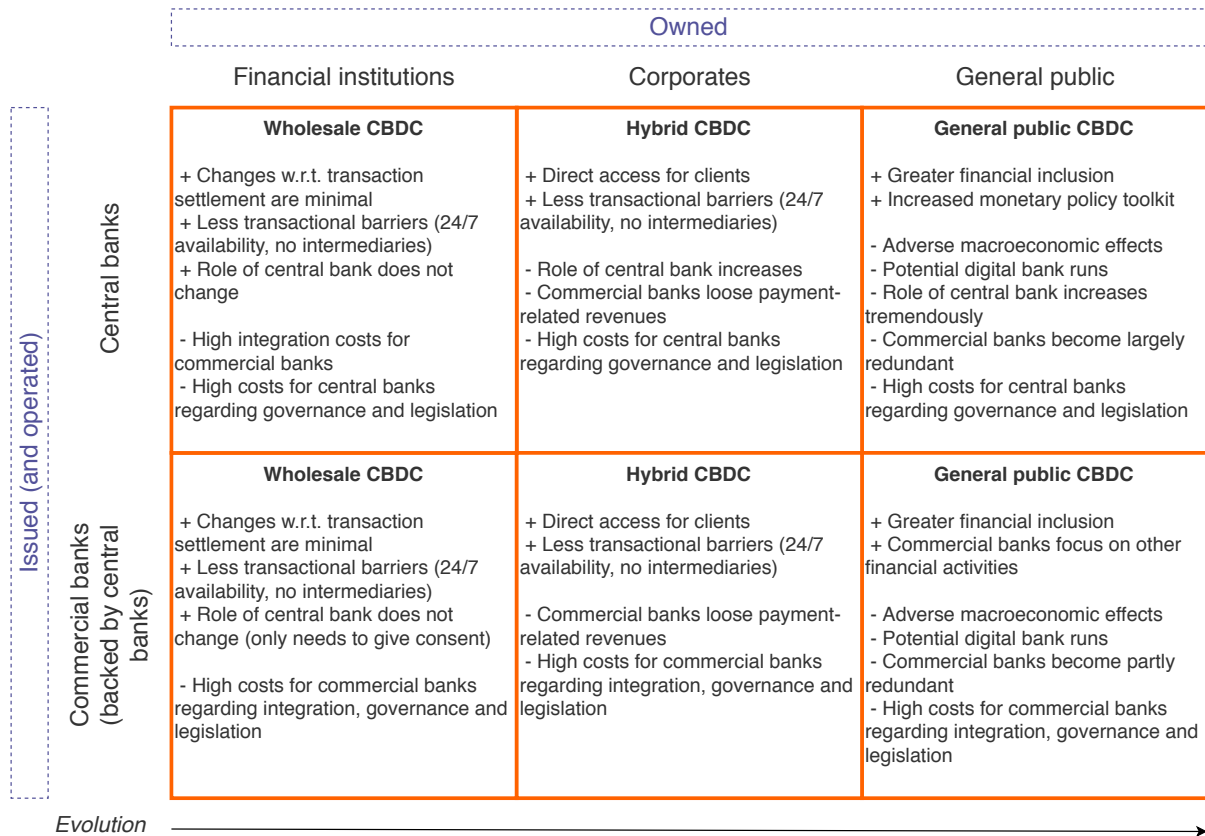 Owned
Financial institutions
Corporates
General public
Issued (and operated)
Central banks
Wholesale CBDC
+ Changes w.r.t. transaction
settlement are minimal
+ Less transactional barriers (24/7
availability, no intermediaries)
+ Role of central bank does not
change
- High integration costs for
commercial banks
- High costs for central banks
regarding governance and legislation
Hybrid CBDC
+ Direct access for clients
+ Less transactional barriers (24/7
availability, no intermediaries)
- Role of central bank increases
- Commercial banks loose payment-
related revenues
- High costs for central banks
regarding governance and legislation
General public CBDC
+ Greater financial inclusion
+ Increased monetary policy toolkit
- Adverse macroeconomic effects
- Potential digital bank runs
- Role of central bank increases
tremendously
- Commercial banks become largely
redundant
- High costs for central banks
regarding governance and legislation
Commercial banks
(backed by central
banks)
Wholesale CBDC
+ Changes w.r.t. transaction
settlement are minimal
+ Less transactional barriers (24/7
availability, no intermediaries)
+ Role of central bank does not
change (only needs to give consent)
- High costs for commercial banks
regarding integration, governance and
legislation
Hybrid CBDC
+ Direct access for clients
+ Less transactional barriers (24/7
availability, no intermediaries)
- Commercial banks loose payment-
related revenues
- High costs for commercial banks
regarding integration, governance and
legislation
General public CBDC
+ Greater financial inclusion
+ Commercial banks focus on other
financial activities
- Adverse macroeconomic effects
- Potential digital bank runs
- Commercial banks become partly
redundant
- High costs for commercial banks
regarding integration, governance and
legislation
Evolution